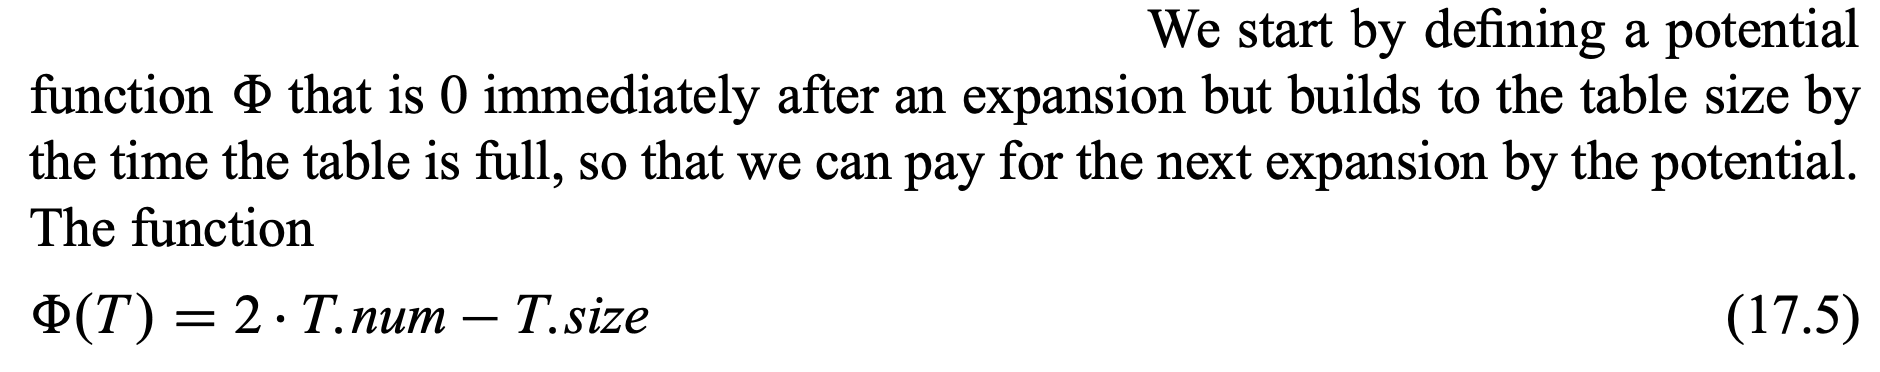 We start by defining a potential
function Φ that is 0 immediately after an expansion but builds to the table size by
the time the table is full, so that we can pay for the next expansion by the potential.
The function
Φ(T) = 2 · T.num − T.size (17.5)